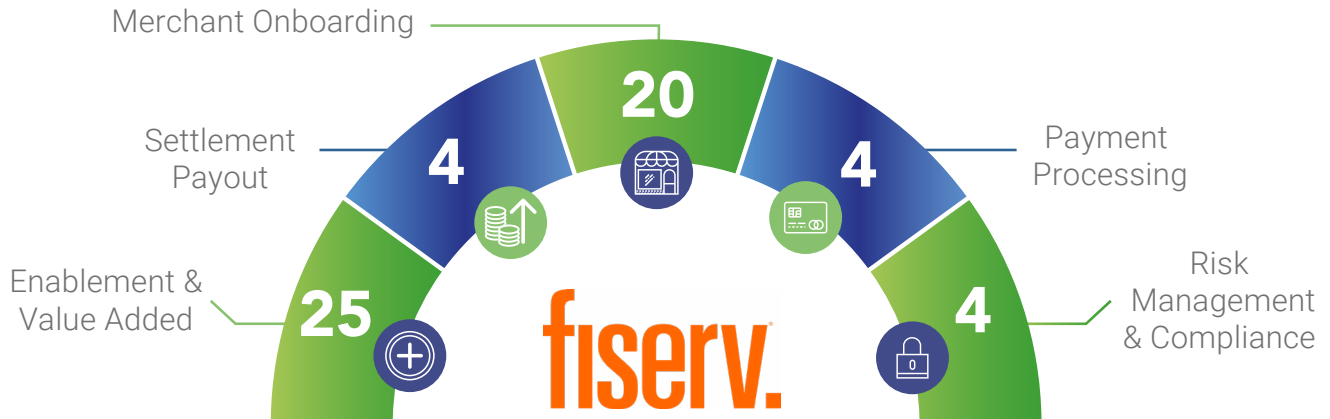 Merchant Onboarding
20
Settlement
Payout
4
4
Payment
Processing
Enablement &
Value Added
25
fiserv.
4
Risk
Management
& Compliance
0